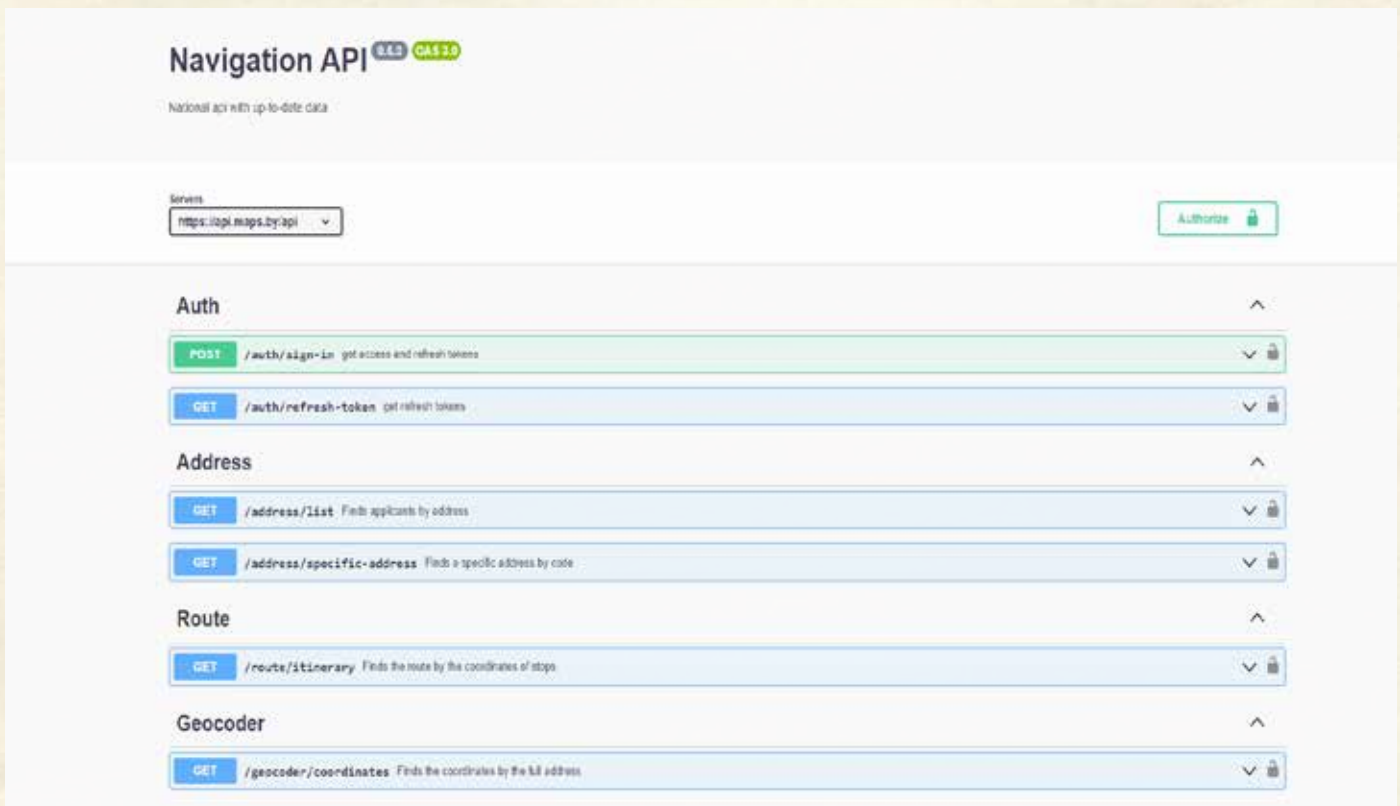 Navigation API OAS 3.0
National api with up-to-date data
Servers
https://api.maps.by/api
Authorize
Auth
POST /auth/sign-in get access and refresh tokens
GET /auth/refresh-token get refresh tokens
Address
GET /address/list Finds applicants by address
GET /address/specific-address Finds a specific address by code
Route
GET /route/itinerary Finds the route by the coordinates of stops
Geocoder
GET /geocoder/coordinates Finds the coordinates by the full address